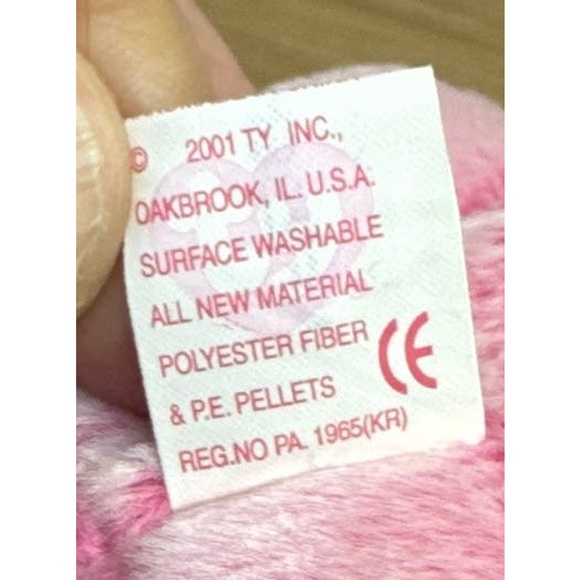 © 2001 TY INC.,
OAKBROOK, IL. U.S.A.
SURFACE WASHABLE
ALL NEW MATERIAL
POLYESTER FIBER
& P.E. PELLETS
REG.NO PA. 1965(KR)
CE